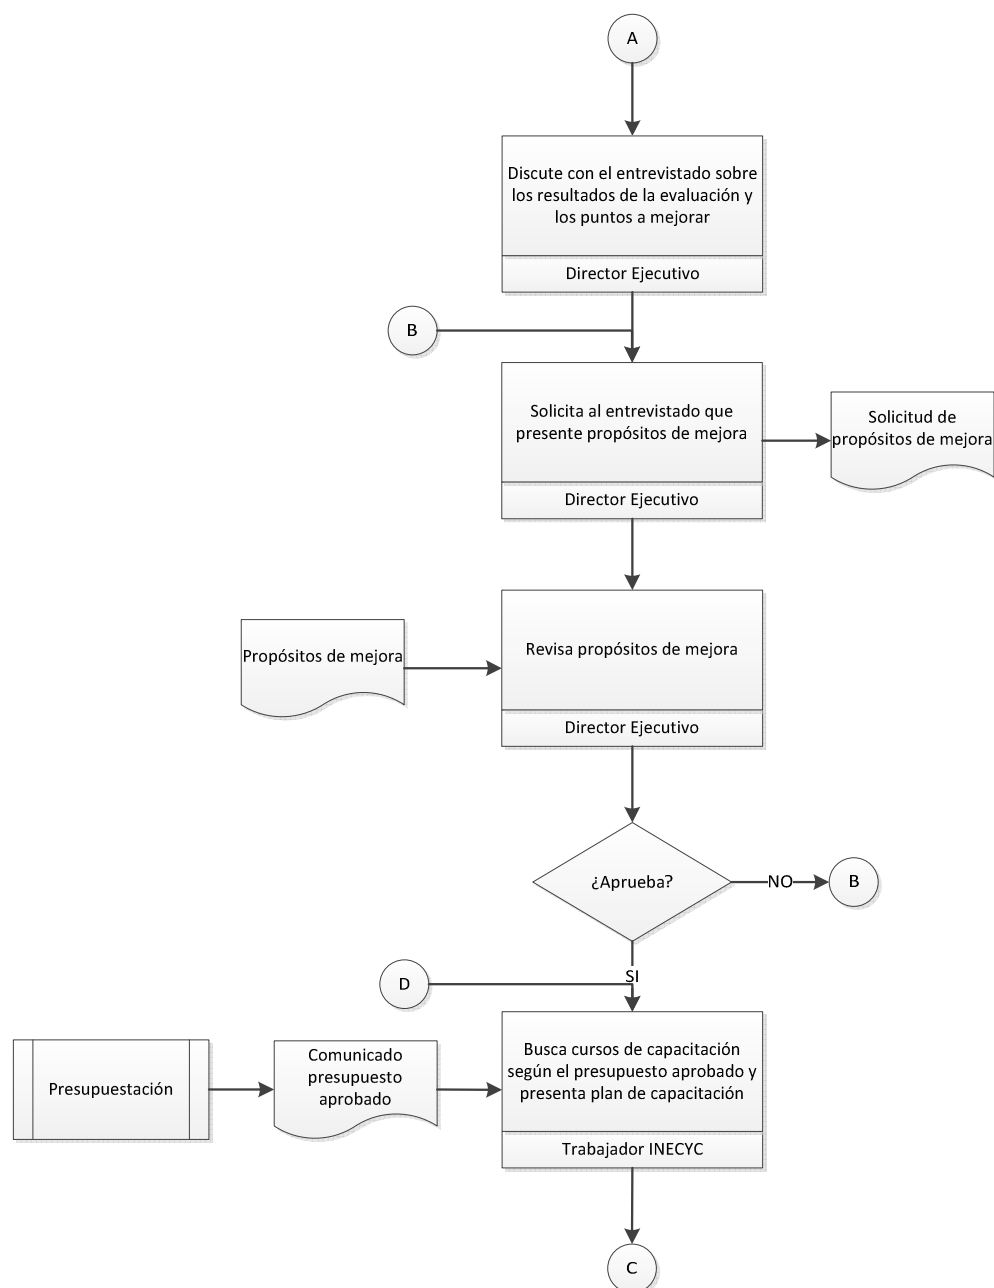 A
Discute con el entrevistado sobre
los resultados de la evaluación y
los puntos a mejorar
Director Ejecutivo
B
Solicita al entrevistado que
presente propósitos de mejora
Director Ejecutivo
Solicitud de
propósitos de mejora
Propósitos de mejora
Revisa propósitos de mejora
Director Ejecutivo
¿Aprueba?
NO
B
SI
D
Presupuestación
Comunicado
presupuesto
aprobado
Busca cursos de capacitación
según el presupuesto aprobado y
presenta plan de capacitación
Trabajador INECYC
C